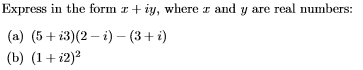 Express in the form x + iy, where x and y are real numbers:
(a) (5 + i3)(2 − i) − (3 + i)
(b) (1 + i2)²